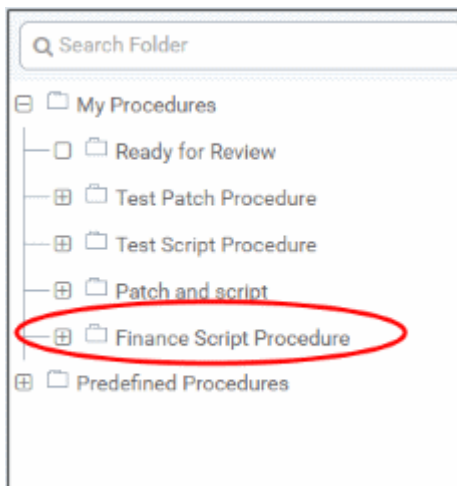 Search Folder
My Procedures
Ready for Review
Test Patch Procedure
Test Script Procedure
Patch and script
Finance Script Procedure
Predefined Procedures